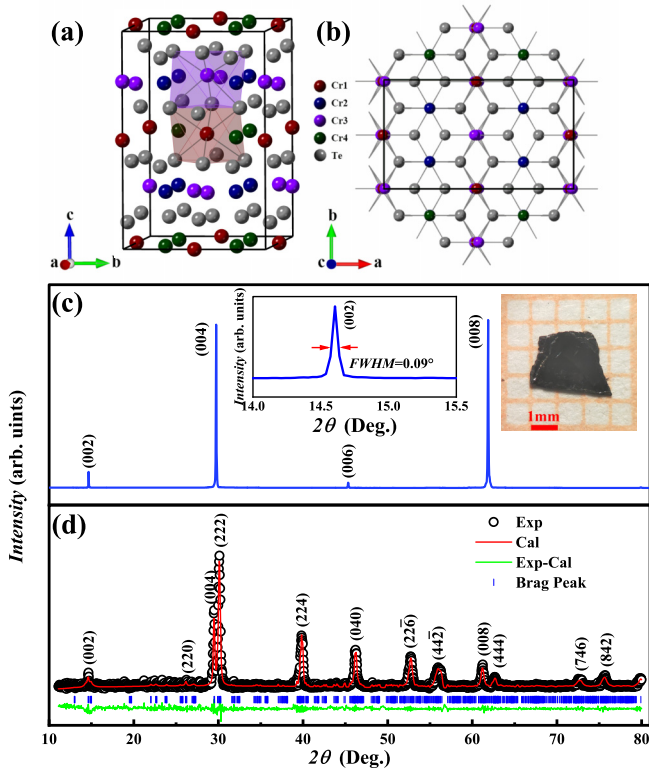 (a)
(b)
Cr1
Cr2
Cr3
Cr4
Te
c
a
b
b
c
a
(c)
(002)
(004)
(006)
(008)
Intensity (arb. units)
(002)
FWHM=0.09°
14.0 14.5 15.0 15.5
2θ (Deg.)
1mm
Intensity (arb. uints)
(d)
Exp
Cal
Exp-Cal
Brag Peak
(002)
(220)
(004)
(222)
(224)
(040)
(226̄)
(44̄2)
(008)
(444)
(746)
(842)
10 20 30 40 50 60 70 80
2θ (Deg.)